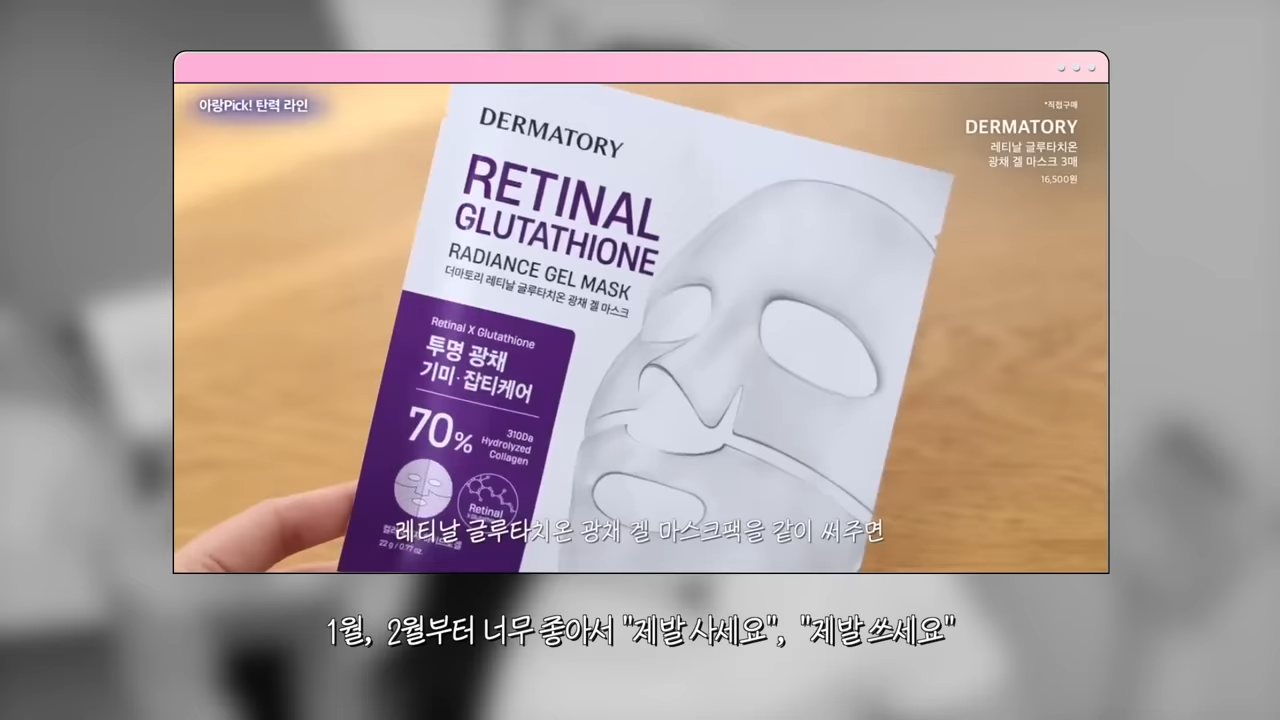 아랑Pick! 탄력 라인
*직접구매
DERMATORY
레티날 글루타치온
광채 겔 마스크 3매
16,500원
DERMATORY
RETINAL
GLUTATHIONE
RADIANCE GEL MASK
더마토리 레티날 글루타치온 광채 겔 마스크
Retinal X Glutathione
투명 광채
기미·잡티케어
70%
310Da
Hydrolyzed
Collagen
Retinal
22 g / 0.77 oz.
레티날 글루타치온 광채 겔 마스크팩을 같이 써주면
1월, 2월부터 너무 좋아서 "제발 사세요", "제발 쓰세요"